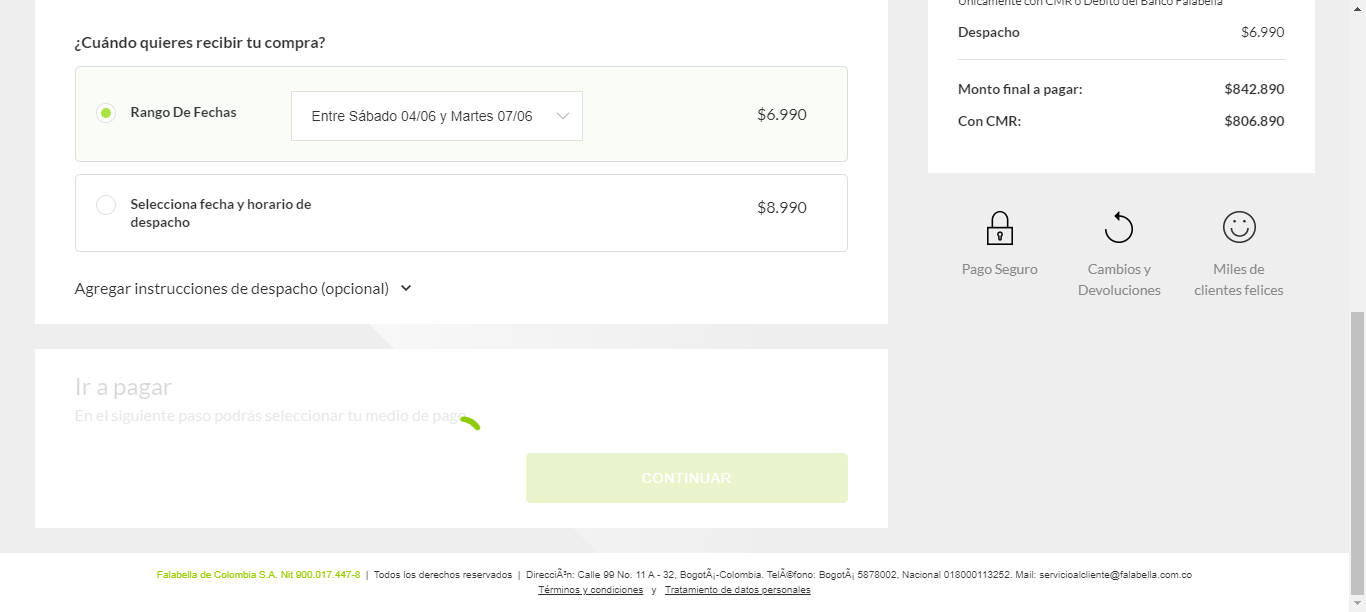 Únicamente con CMR o Débito del Banco Falabella
¿Cuándo quieres recibir tu compra?
Rango De Fechas
Entre Sábado 04/06 y Martes 07/06
$6.990
Selecciona fecha y horario de
despacho
$8.990
Agregar instrucciones de despacho (opcional)
Ir a pagar
En el siguiente paso podrás seleccionar tu medio de pago
CONTINUAR
Despacho $6.990
Monto final a pagar: $842.890
Con CMR: $806.890
Pago Seguro
Cambios y
Devoluciones
Miles de
clientes felices
Falabella de Colombia S.A. Nit 900.017.447-8 | Todos los derechos reservados | DirecciÃ³n: Calle 99 No. 11 A - 32, BogotÃ¡-Colombia. TelÃ©fono: BogotÃ¡ 5878002, Nacional 018000113252. Mail: servicioalcliente@falabella.com.co
Términos y condiciones y Tratamiento de datos personales